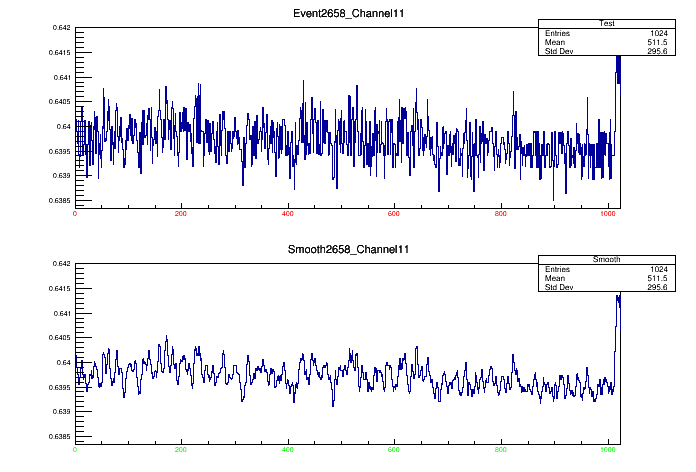 Event2658_Channel11
Test
Entries 1024
Mean 511.5
Std Dev 295.6
0.642
0.6415
0.641
0.6405
0.64
0.6395
0.639
0.6385
0 200 400 600 800 1000
Smooth2658_Channel11
Smooth
Entries 1024
Mean 511.5
Std Dev 295.6
0.642
0.6415
0.641
0.6405
0.64
0.6395
0.639
0.6385
0 200 400 600 800 1000